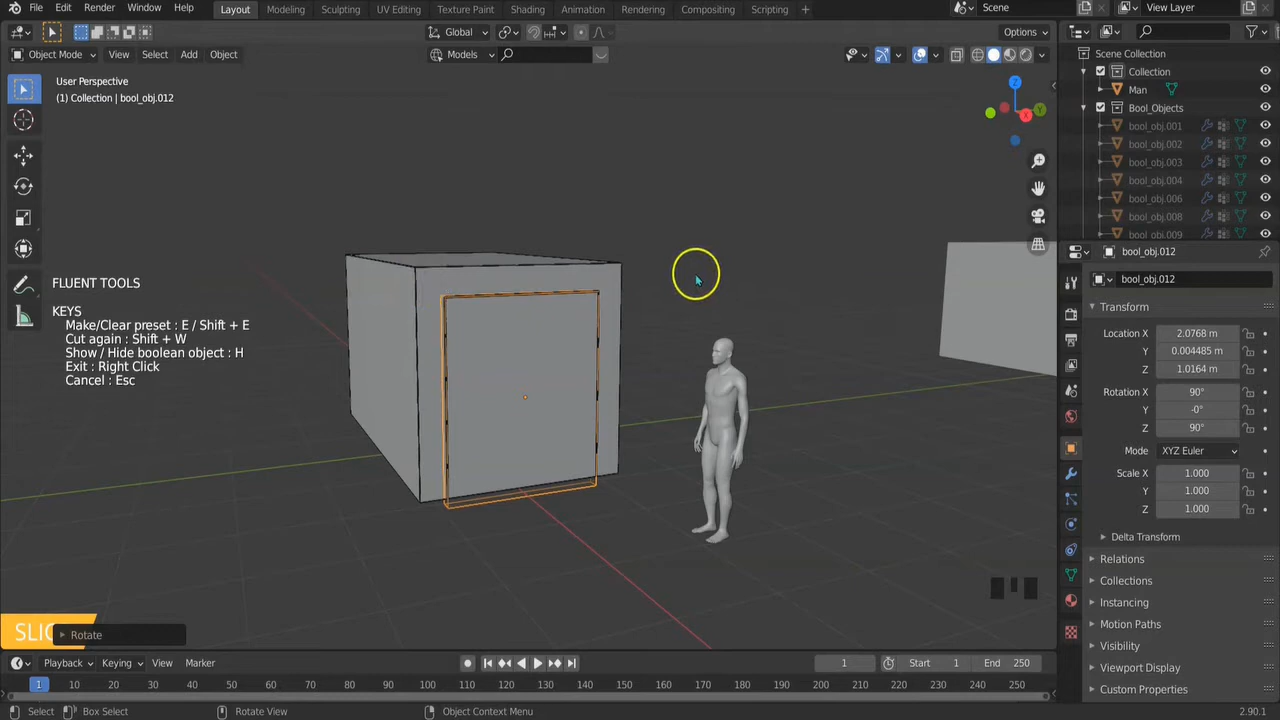 File Edit Render Window Help Layout Modeling Sculpting UV Editing Texture Paint Shading Animation Rendering Compositing Scripting + Scene View Layer
Global Options
Object Mode View Select Add Object Models
User Perspective
(1) Collection | bool_obj.012
Z
Y
X
FLUENT TOOLS
KEYS
Make/Clear preset : E / Shift + E
Cut again : Shift + W
Show / Hide boolean object : H
Exit : Right Click
Cancel : Esc
Scene Collection
Collection
Man
Bool_Objects
bool_obj.001
bool_obj.002
bool_obj.003
bool_obj.004
bool_obj.006
bool_obj.008
bool_obj.009
bool_obj.012
bool_obj.012
Transform
Location X 2.0768 m
Y 0.004485 m
Z 1.0164 m
Rotation X 90°
Y -0°
Z 90°
Mode XYZ Euler
Scale X 1.000
Y 1.000
Z 1.000
Delta Transform
Relations
Collections
Instancing
Motion Paths
Visibility
Viewport Display
Custom Properties
Rotate
Playback Keying View Marker 1 Start 1 End 250
1 10 20 30 40 50 60 70 80 90 100 110 120 130 140 150 160 170 180 190 200 210 220 230 240 250
Select Box Select Rotate View Object Context Menu 2.90.1